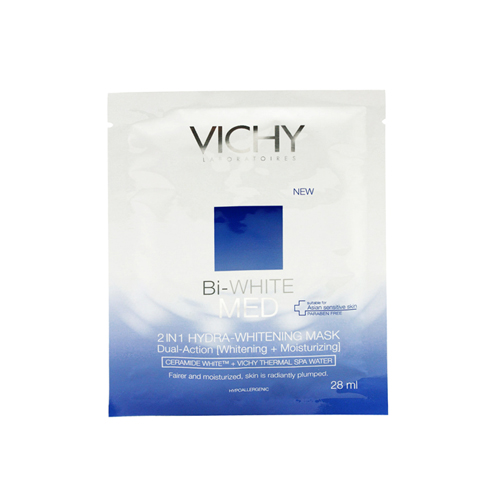 VICHY
LABORATOIRES
NEW
Bi-WHITE
MED
suitable for
Asian sensitive skin
PARABEN FREE
2 IN 1 HYDRA-WHITENING MASK
Dual-Action [Whitening + Moisturizing]
CERAMIDE WHITE™ + VICHY THERMAL SPA WATER
Fairer and moisturized, skin is radiantly plumped.
HYPOALLERGENIC
28 ml